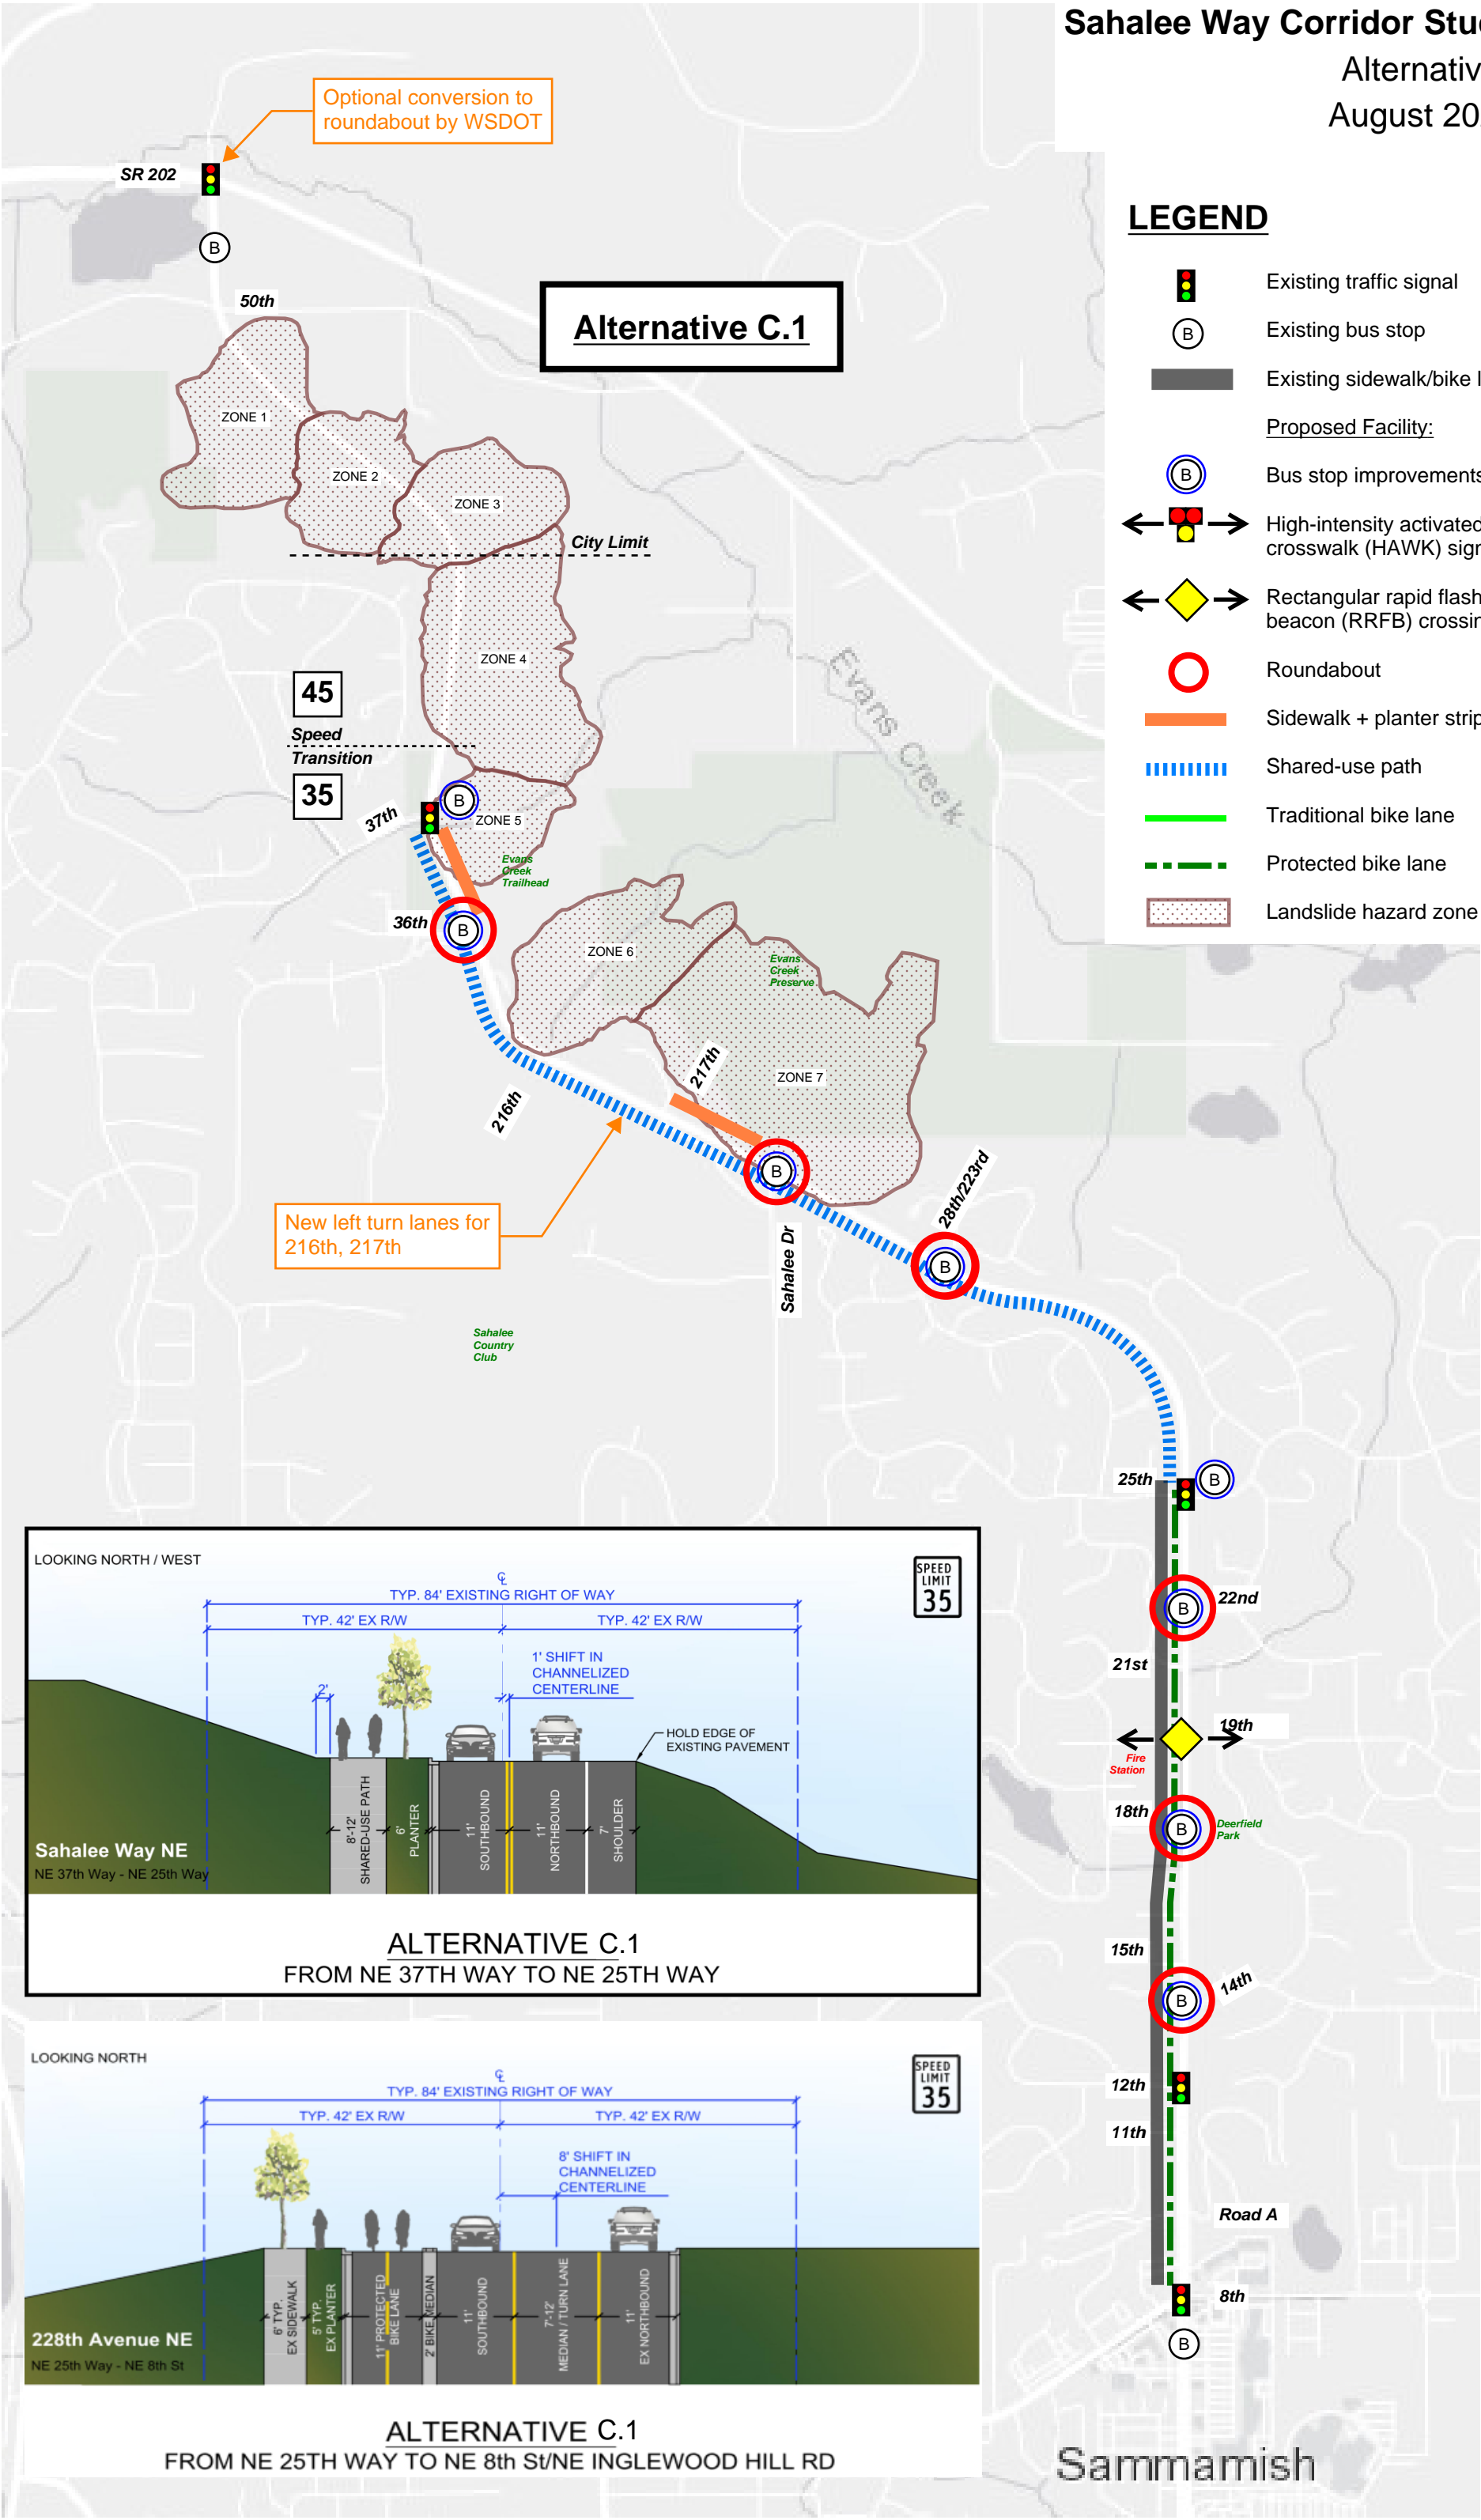 Sahalee Way Corridor
Alternativ
August 20
Optional conversion to
roundabout by WSDOT
SR 202
B
50th
Alternative C.1
LEGEND
Existing traffic signal
B
Existing bus stop
Existing sidewalk/bike
Proposed Facility:
B
Bus stop improvements
High-intensity activated
crosswalk (HAWK)
Rectangular rapid flash
beacon (RRFB)
Roundabout
Sidewalk + planter
Shared-use path
Traditional bike lane
Protected bike lane
Landslide hazard zone
ZONE 1
ZONE 2
ZONE 3
City Limit
ZONE 4
45
Speed
Transition
35
37th
B
ZONE 5
Evans
Creek
Trailhead
Evans Creek
36th
B
ZONE 6
Evans
Creek
Preserve
217th
ZONE 7
216th
B
New left turn lanes for
216th, 217th
28th/223rd
B
Sahalee Dr
Sahalee
Country
Club
25th
B
B
22nd
21st
19th
Fire
Station
18th
B
Deerfield
Park
15th
B
14th
12th
11th
Road A
8th
B
Sammamish
LOOKING NORTH / WEST
SPEED
LIMIT
35
℄
TYP. 84' EXISTING RIGHT OF WAY
TYP. 42' EX R/W
TYP. 42' EX R/W
1' SHIFT IN
CHANNELIZED
CENTERLINE
2'
HOLD EDGE OF
EXISTING PAVEMENT
8'-12'
SHARED-USE PATH
6'
PLANTER
11'
SOUTHBOUND
11'
NORTHBOUND
7'
SHOULDER
Sahalee Way NE
NE 37th Way - NE 25th Way
ALTERNATIVE C.1
FROM NE 37TH WAY TO NE 25TH WAY
LOOKING NORTH
SPEED
LIMIT
35
℄
TYP. 84' EXISTING RIGHT OF WAY
TYP. 42' EX R/W
TYP. 42' EX R/W
8' SHIFT IN
CHANNELIZED
CENTERLINE
6' TYP.
EX SIDEWALK
5' TYP.
EX PLANTER
11' PROTECTED
BIKE LANE
2' BIKE MEDIAN
11'
SOUTHBOUND
7'-12'
MEDIAN / TURN LANE
11'
EX NORTHBOUND
228th Avenue NE
NE 25th Way - NE 8th St
ALTERNATIVE C.1
FROM NE 25TH WAY TO NE 8th St/NE INGLEWOOD HILL RD